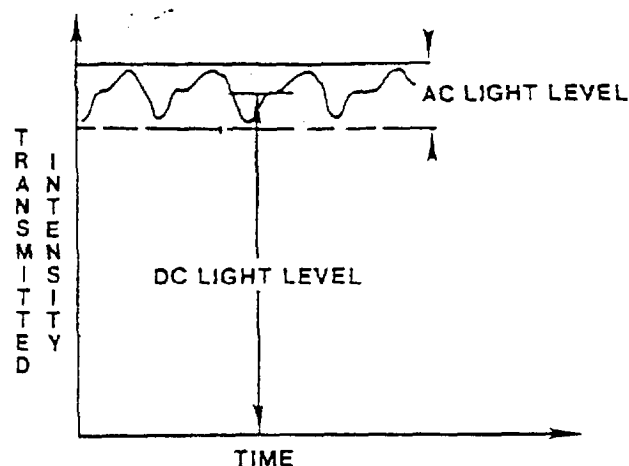 AC LIGHT LEVEL
TRANSMITTED
INTENSITY
DC LIGHT LEVEL
TIME